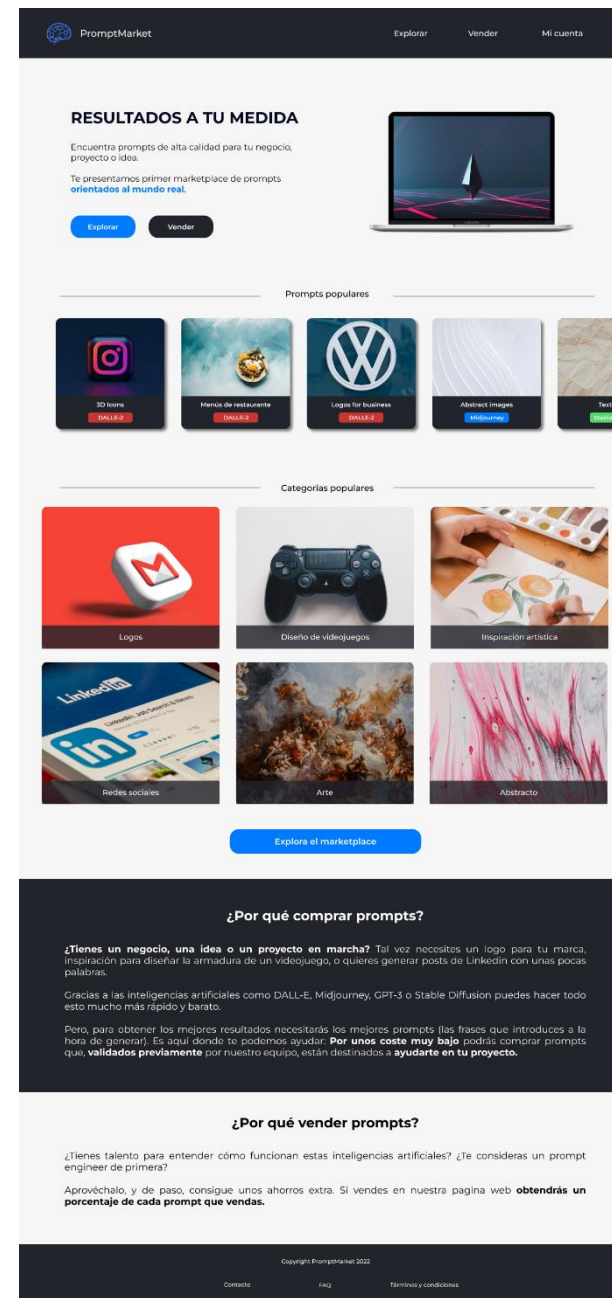 PromptMarket
Explorar
Vender
Mi cuenta
RESULTADOS A TU MEDIDA
Encuentra prompts de alta calidad para tu negocio,
proyecto o idea.
Te presentamos primer marketplace de prompts
orientados al mundo real.
Explorar
Vender
Prompts populares
3D Icons
DALLE-2
Menús de restaurante
DALLE-2
Logos for business
DALLE-2
Abstract images
Midjourney
Text
Categorías populares
Logos
Diseño de videojuegos
Inspiración artística
LinkedIn
LinkedIn: Job Search & News
in
Redes sociales
Arte
Abstracto
Explora el marketplace
¿Por qué comprar prompts?
¿Tienes un negocio, una idea o un proyecto en marcha? Tal vez necesites un logo para tu marca,
inspiración para diseñar la armadura de un videojuego, o quieres generar posts de Linkedin con unas pocas
palabras.
Gracias a las inteligencias artificiales como DALL-E, Midjourney, GPT-3 o Stable Diffusion puedes hacer todo
esto mucho más rápido y barato.
Pero, para obtener los mejores resultados necesitarás los mejores prompts (las frases que introduces a la
hora de generar). Es aquí donde te podemos ayudar: Por unos coste muy bajo podrás comprar prompts
que, validados previamente por nuestro equipo, están destinados a ayudarte en tu proyecto.
¿Por qué vender prompts?
¿Tienes talento para entender cómo funcionan estas inteligencias artificiales? ¿Te consideras un prompt
engineer de primera?
Aprovéchalo, y de paso, consigue unos ahorros extra. Si vendes en nuestra pagina web obtendrás un
porcentaje de cada prompt que vendas.
Copyright PromptMarket 2022
Contacto
FAQ
Términos y condiciones